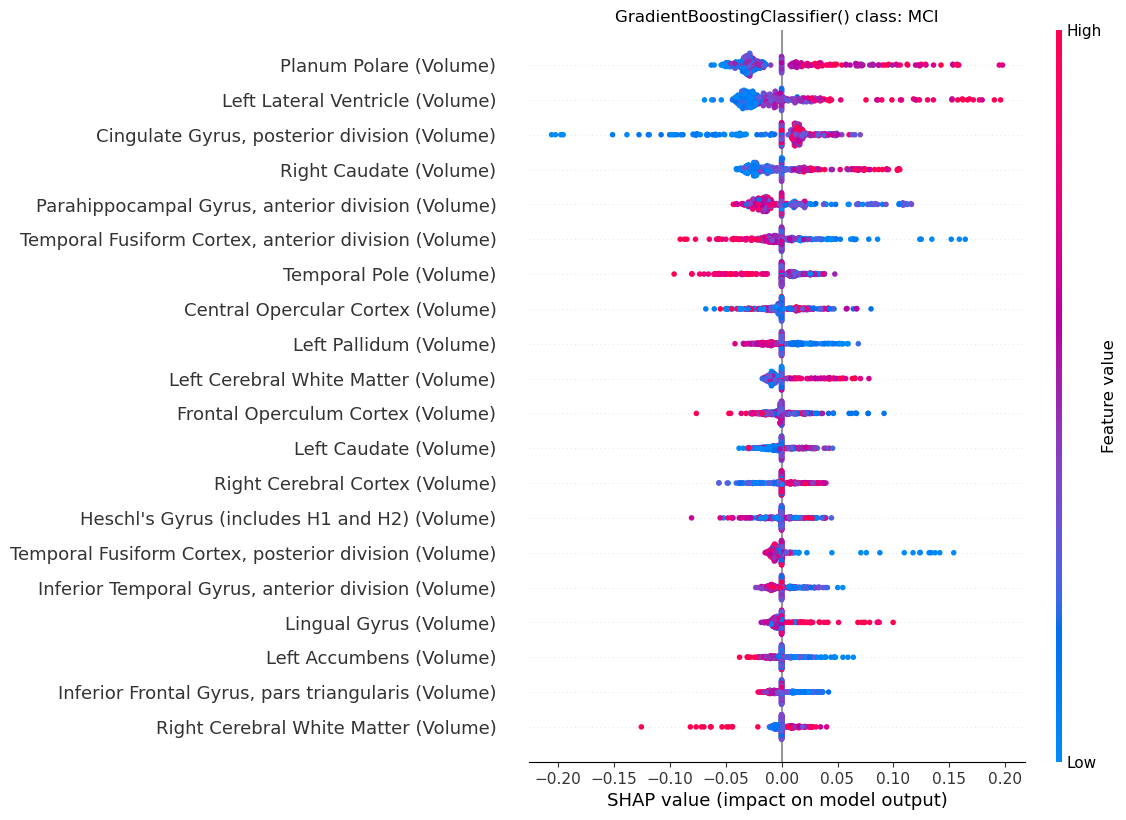 GradientBoostingClassifier() class: MCI
High
Planum Polare (Volume)
Left Lateral Ventricle (Volume)
Cingulate Gyrus, posterior division (Volume)
Right Caudate (Volume)
Parahippocampal Gyrus, anterior division (Volume)
Temporal Fusiform Cortex, anterior division (Volume)
Temporal Pole (Volume)
Central Opercular Cortex (Volume)
Left Pallidum (Volume)
Left Cerebral White Matter (Volume)
Frontal Operculum Cortex (Volume)
Left Caudate (Volume)
Right Cerebral Cortex (Volume)
Heschl's Gyrus (includes H1 and H2) (Volume)
Temporal Fusiform Cortex, posterior division (Volume)
Inferior Temporal Gyrus, anterior division (Volume)
Lingual Gyrus (Volume)
Left Accumbens (Volume)
Inferior Frontal Gyrus, pars triangularis (Volume)
Right Cerebral White Matter (Volume)
Feature value
Low
−0.20 −0.15 −0.10 −0.05 0.00 0.05 0.10 0.15 0.20
SHAP value (impact on model output)